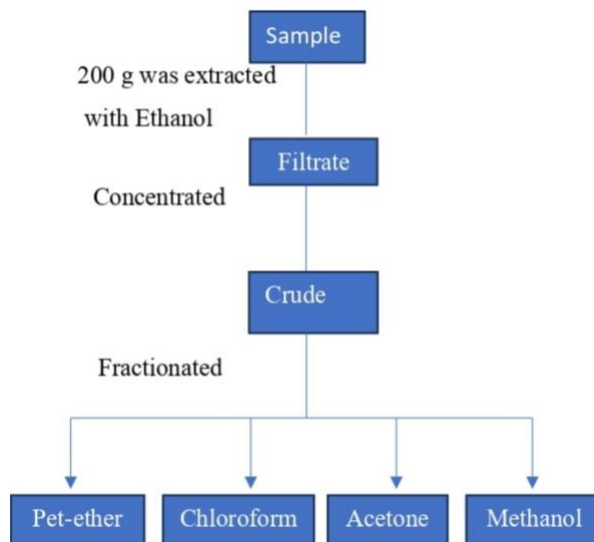 Sample
200 g was extracted
with Ethanol
Filtrate
Concentrated
Crude
Fractionated
Pet-ether
Chloroform
Acetone
Methanol